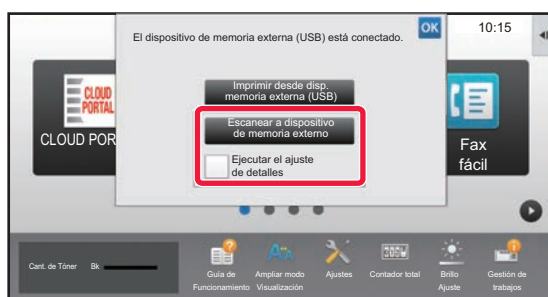 El dispositivo de memoria externa (USB) está conectado.
OK
10:15
Imprimir desde disp.
memoria externa (USB)
Escanear a dispositivo
de memoria externo
Ejecutar el ajuste
de detalles
CLOUD
PORTAL
CLOUD POR
Fax
fácil
Cant. de Tóner
Bk
Guía de
Funcionamiento
Ampliar modo
Visualización
Ajustes
Contador total
Brillo
Ajuste
Gestión de
trabajos